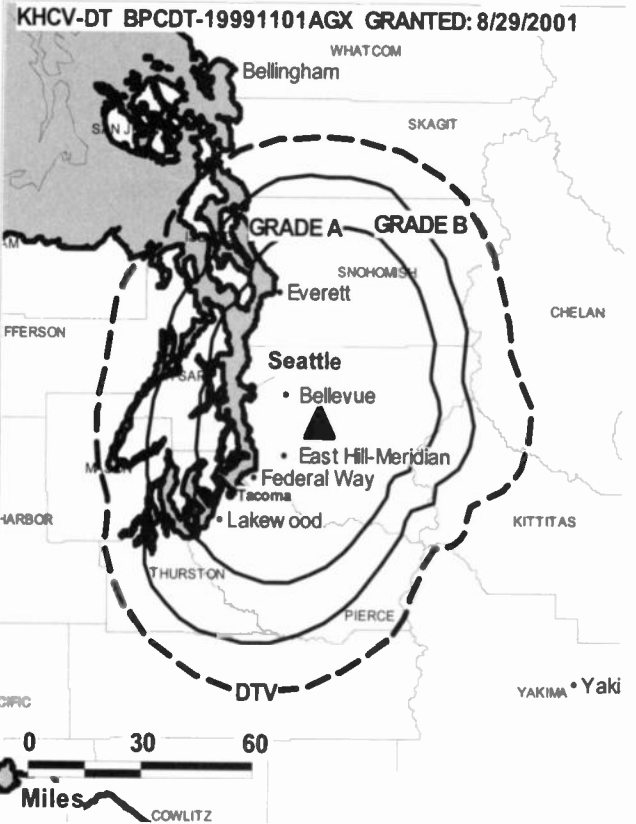 KHCV-DT BPCDT-19991101AGX GRANTED: 8/29/2001
WHATCOM
Bellingham
SKAGIT
SAN J
GRADE A
GRADE B
SNOHOMISH
Everett
CHELAN
FFERSON
Seattle
Bellevue
East Hill-Meridian
Federal Way
Tacoma
Lakewood
HARBOR
KITTITAS
THURSTON
PIERCE
DTV
YAKIMA
Yaki
CIFIC
0 30 60
Miles
COWLITZ